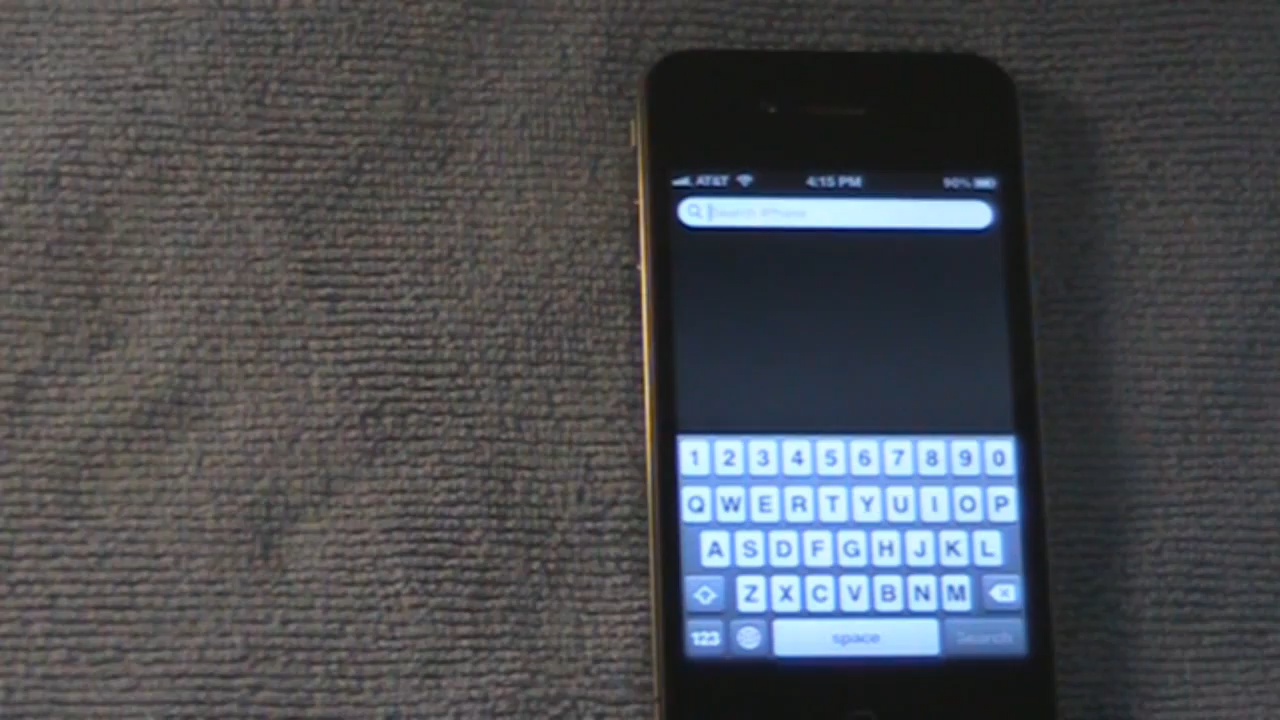 AT&T 4:15 PM 90%
Search iPhone
1 2 3 4 5 6 7 8 9 0
Q W E R T Y U I O P
A S D F G H J K L
Z X C V B N M
123 space Search